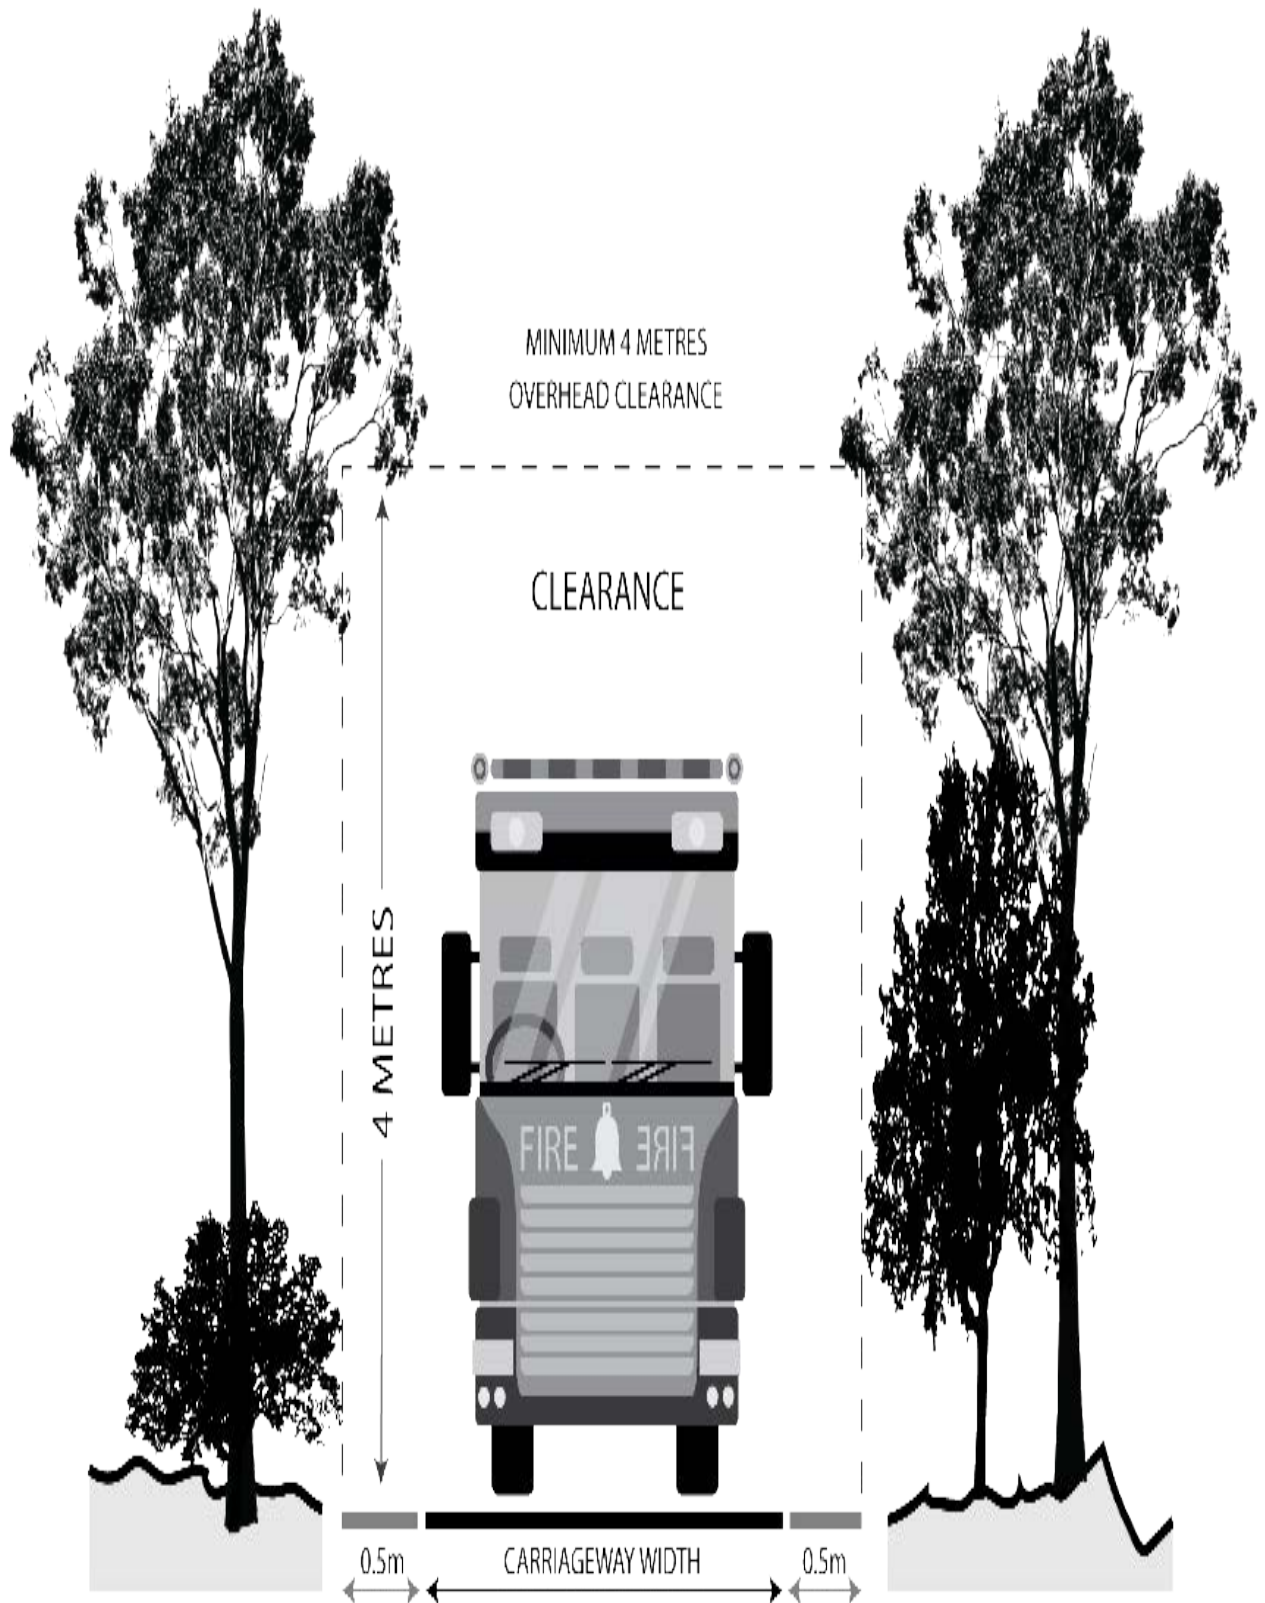 MINIMUM 4 METRES
OVERHEAD CLEARANCE
CLEARANCE
4 METRES
FIRE FIRE
0.5m CARRIAGEWAY WIDTH 0.5m